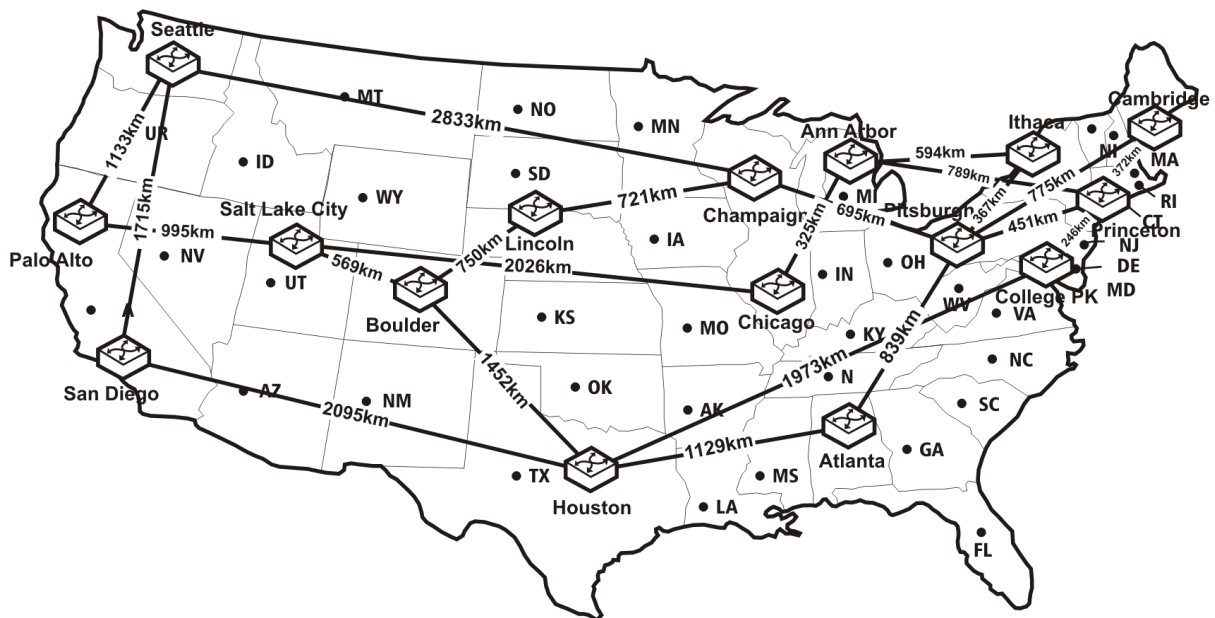 Seattle
Cambridge
MT
2833km
NO
MN
Ann Arbor
Ithaca
1133km
UR
ID
594km
NI
MA
SD
789km
372km
WY
721km
MI
775km
RI
Salt Lake City
Champaign
695km
Pitsburgh
367km
451km
CT
1715km
995km
Lincoln
325km
Princeton
Palo Alto
NV
569km
750km
2026km
IA
IN
OH
246km
NJ
DE
UT
College PK
MD
A
Boulder
KS
MO
Chicago
WV
VA
KY
839km
1973km
N
NC
San Diego
AZ
NM
1452km
OK
AK
SC
2095km
1129km
Atlanta
GA
TX
Houston
MS
LA
FL